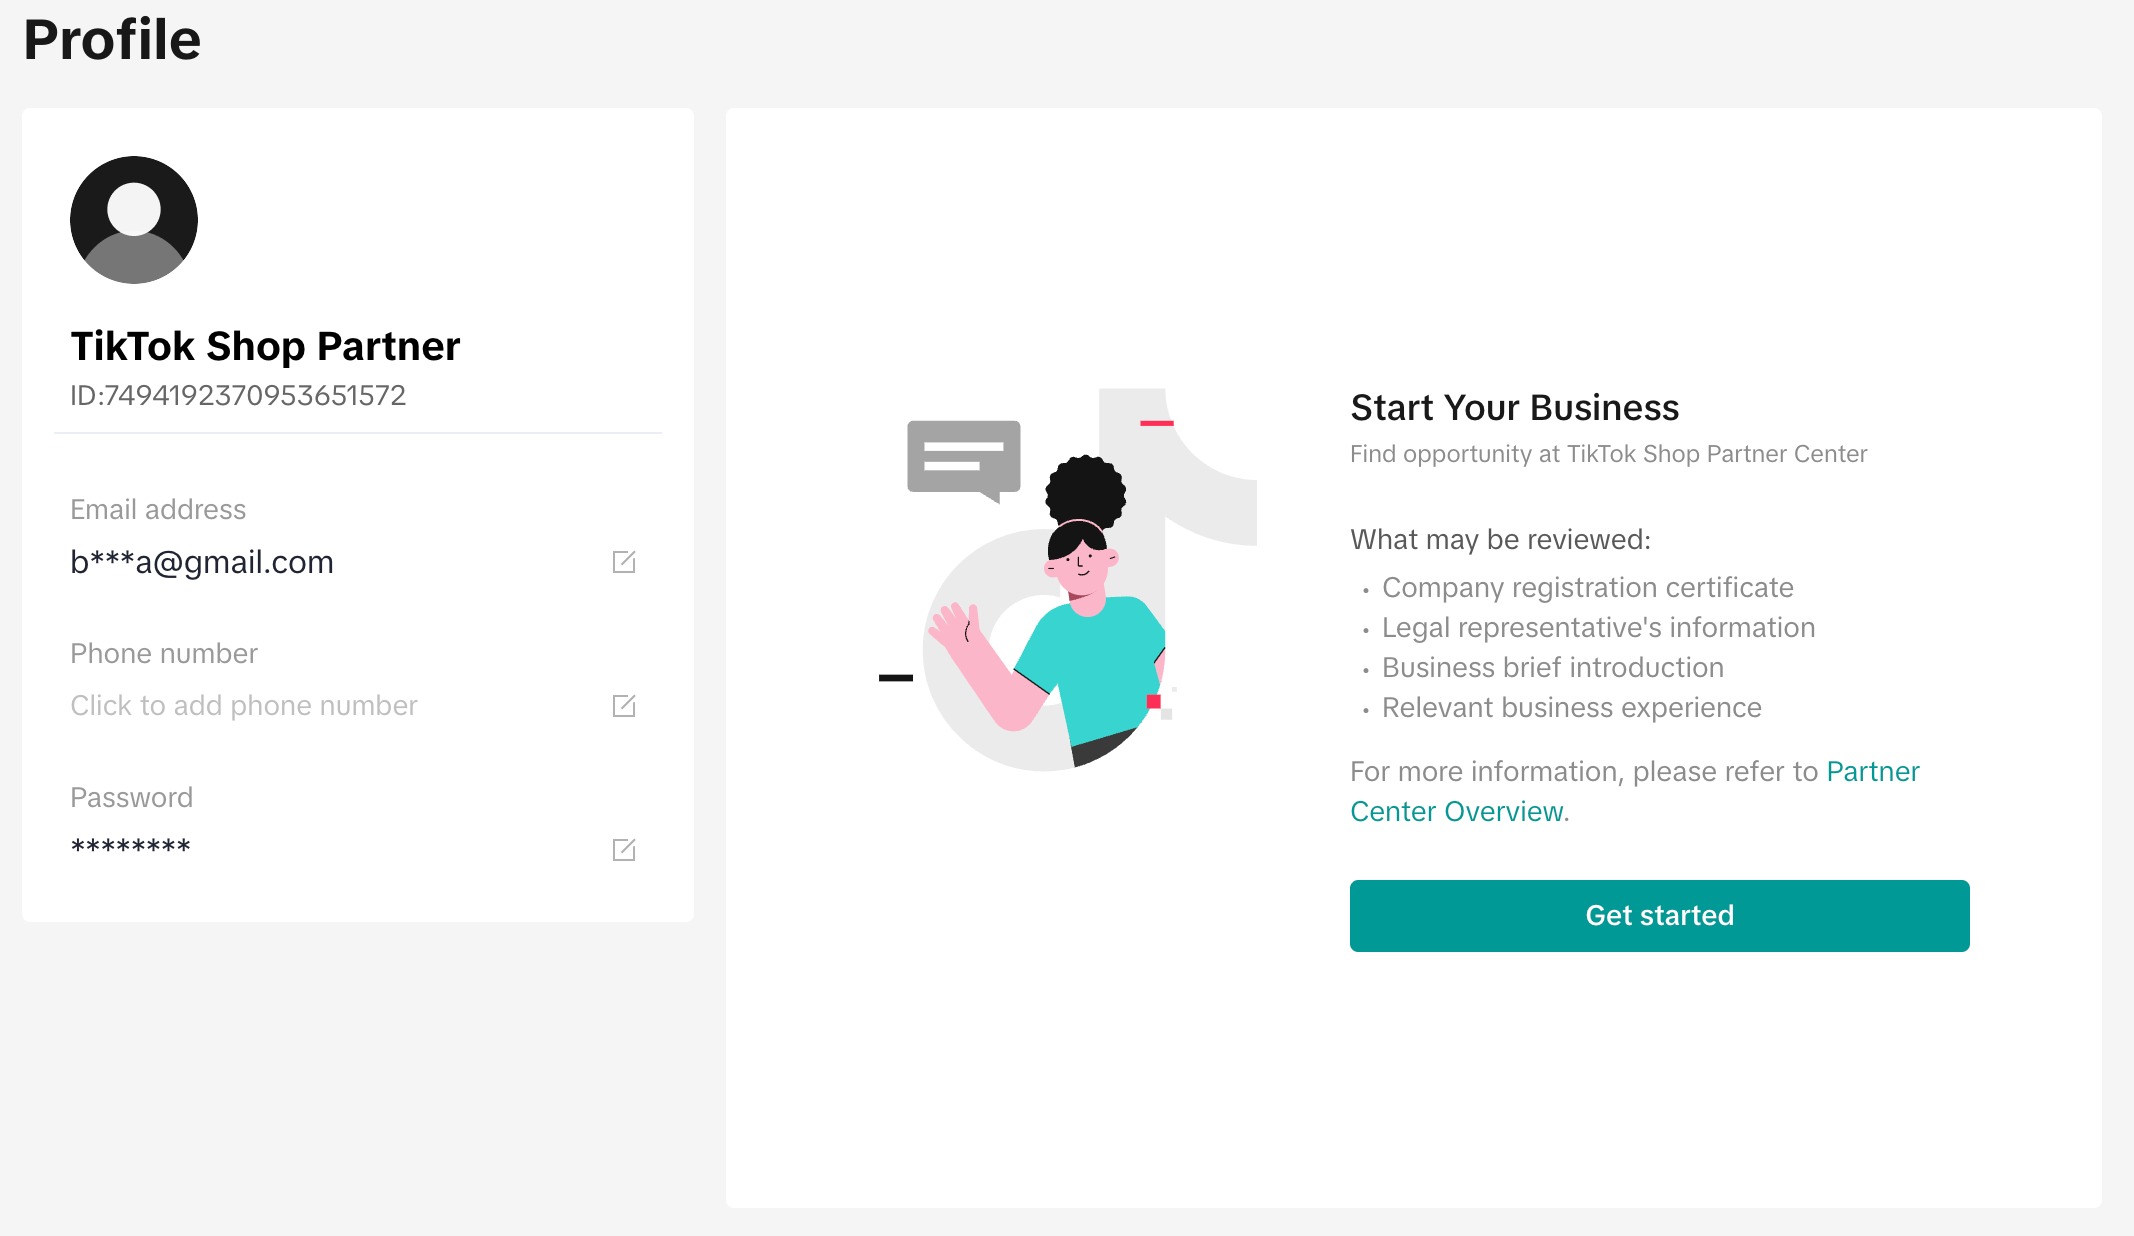 Profile
TikTok Shop Partner
ID:7494192370953651572
Email address
b***a@gmail.com
Phone number
Click to add phone number
Password
********
Start Your Business
Find opportunity at TikTok Shop Partner Center
What may be reviewed:
• Company registration certificate
• Legal representative's information
• Business brief introduction
• Relevant business experience
For more information, please refer to Partner
Center Overview.
Get started